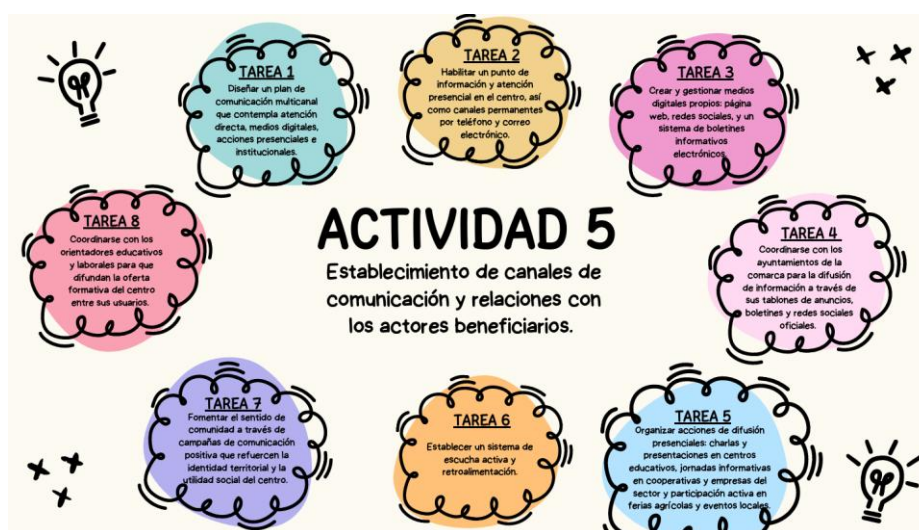 TAREA 1
Diseñar un plan de
comunicación multicanal
que contempla atención
directa, medios digitales,
acciones presenciales e
institucionales.
TAREA 2
Habilitar un punto de
información y atención
presencial en el centro, así
como canales permanentes
por teléfono y correo
electrónico.
TAREA 3
Crear y gestionar medios
digitales propios: página
web, redes sociales, y un
sistema de boletines
informativos
electrónicos.
TAREA 8
Coordinarse con los
orientadores educativos
y laborales para que
difundan la oferta
formativa del centro
entre sus usuarios.
ACTIVIDAD 5
Establecimiento de canales de
comunicación y relaciones con
los actores beneficiarios.
TAREA 4
Coordinarse con los
ayuntamientos de la
comarca para la difusión
de información a través de
sus tablones de anuncios,
boletines y redes sociales
oficiales.
TAREA 7
Fomentar el sentido de
comunidad a través de
campañas de comunicación
positiva que refuercen la
identidad territorial y la
utilidad social del centro.
TAREA 6
Establecer un sistema de
escucha activa y
retroalimentación.
TAREA 5
Organizar acciones de difusión
presenciales: charlas y
presentaciones en centros
educativos, jornadas informativas
en cooperativas y empresas del
sector y participación activa en
ferias agrícolas y eventos locales.